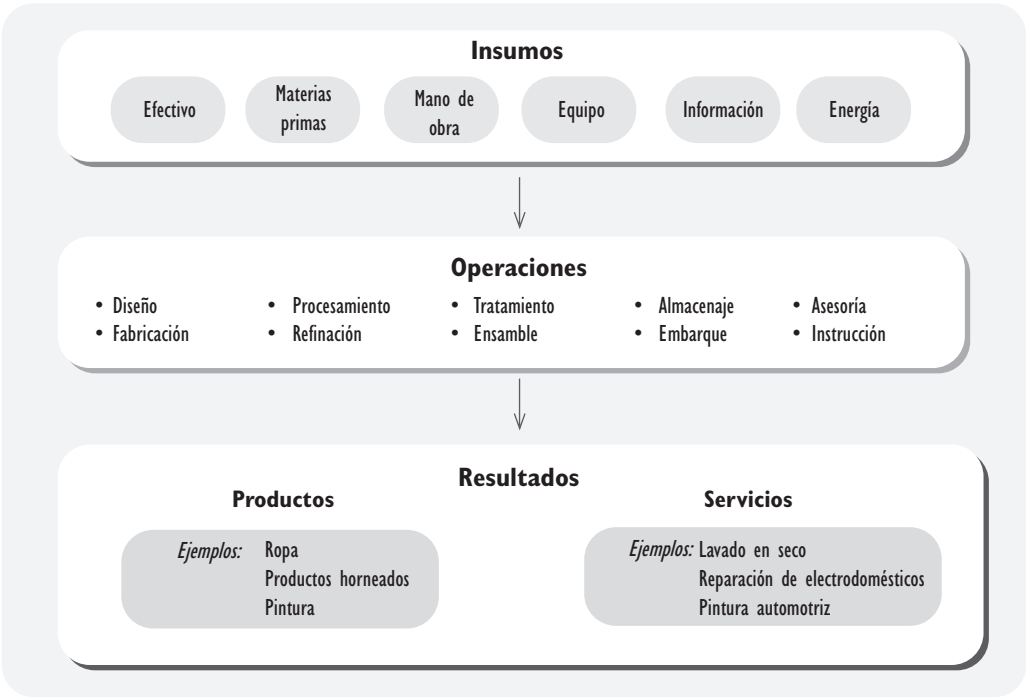 Insumos
Efectivo
Materias
primas
Mano de
obra
Equipo
Información
Energía
Operaciones
• Diseño
• Fabricación
• Procesamiento
• Refinación
• Tratamiento
• Ensamble
• Almacenaje
• Embarque
• Asesoría
• Instrucción
Resultados
Productos
Ejemplos: Ropa
Productos horneados
Pintura
Servicios
Ejemplos: Lavado en seco
Reparación de electrodomésticos
Pintura automotriz